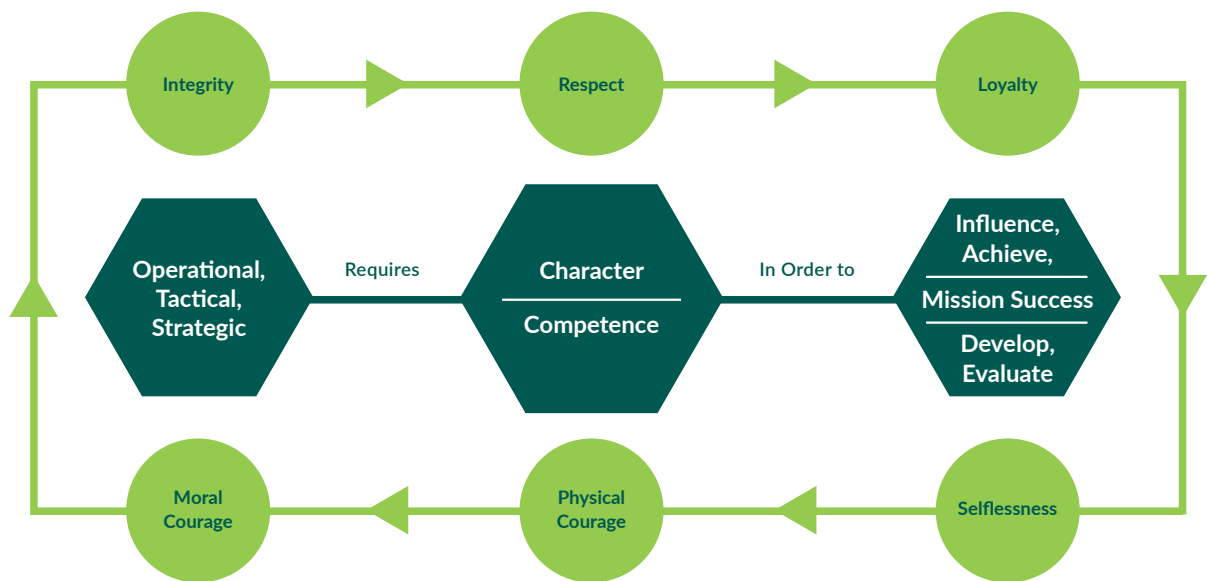 Integrity
Respect
Loyalty
Operational,
Tactical,
Strategic
Requires
Character
Competence
In Order to
Influence,
Achieve,
Mission Success
Develop,
Evaluate
Moral
Courage
Physical
Courage
Selflessness